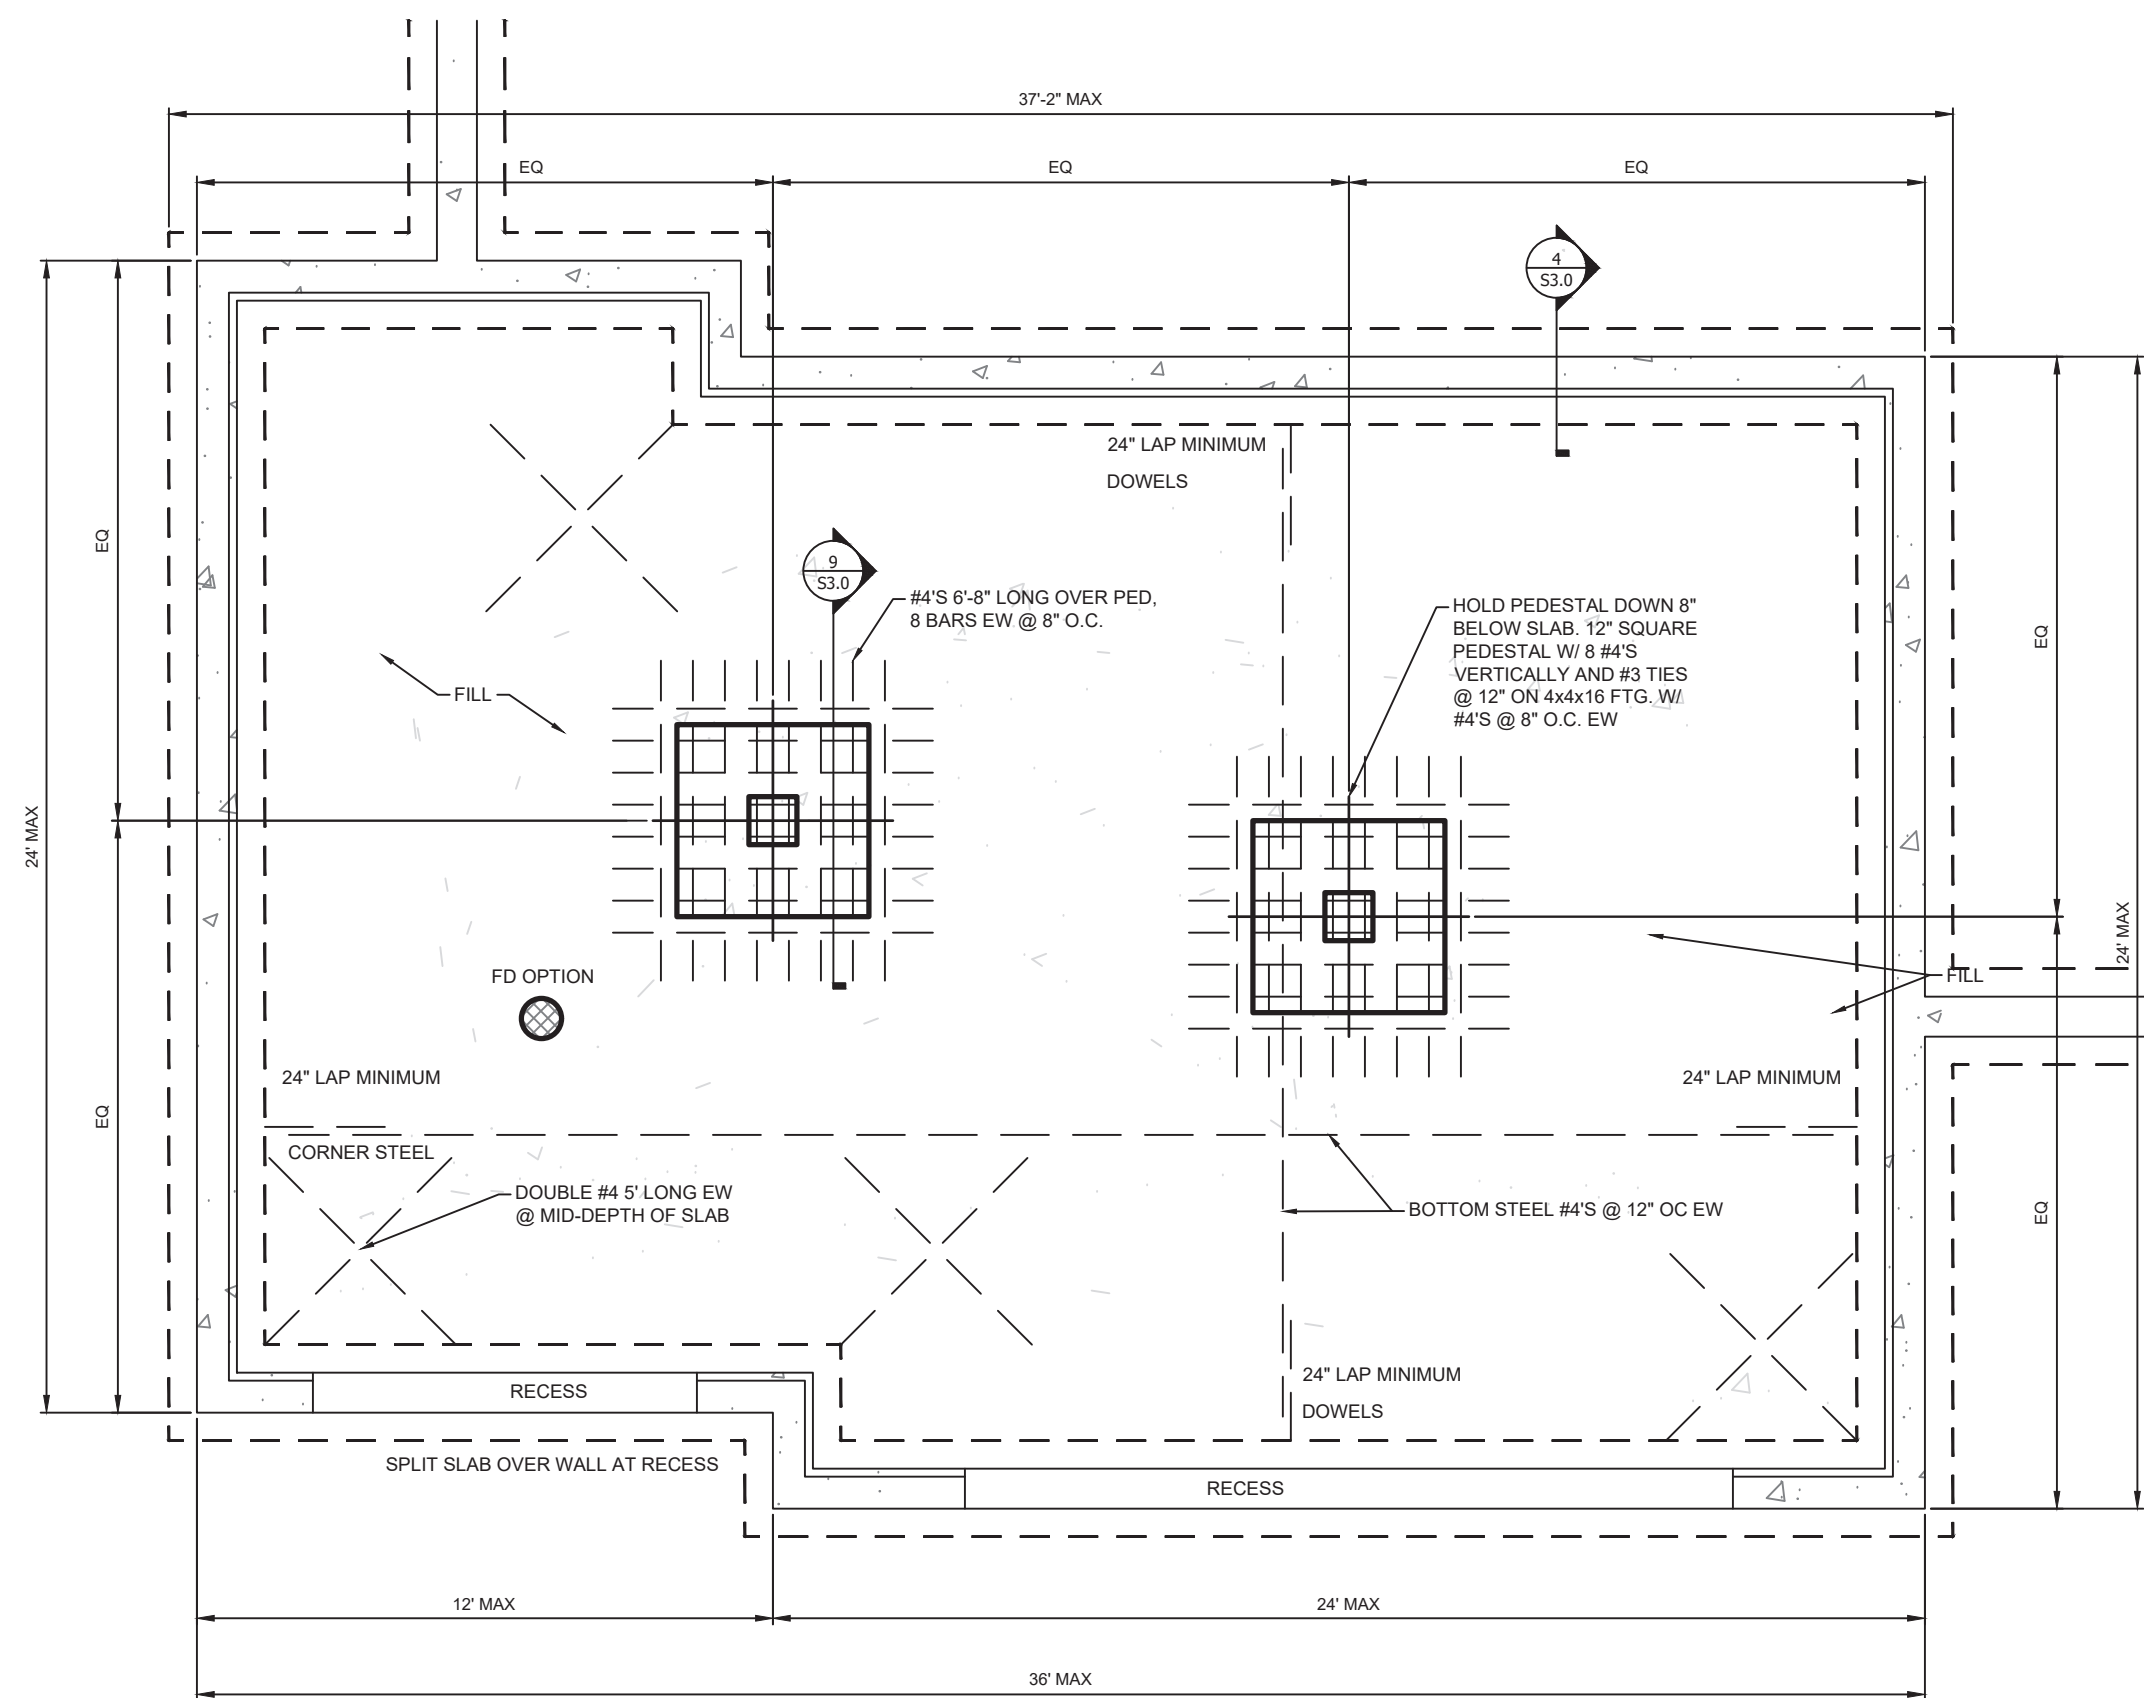 37'-2" MAX
EQ
EQ
EQ
4
S3.0
24" LAP MINIMUM
DOWELS
EQ
9
S3.0
#4'S 6'-8" LONG OVER PED,
8 BARS EW @ 8" O.C.
HOLD PEDESTAL DOWN 8"
BELOW SLAB. 12" SQUARE
PEDESTAL W/ 8 #4'S
VERTICALLY AND #3 TIES
@ 12" ON 4x4x16 FTG. W/
#4'S @ 8" O.C. EW
EQ
FILL
24' MAX
24' MAX
FD OPTION
FILL
24" LAP MINIMUM
24" LAP MINIMUM
EQ
CORNER STEEL
DOUBLE #4 5' LONG EW
@ MID-DEPTH OF SLAB
BOTTOM STEEL #4'S @ 12" OC EW
EQ
24" LAP MINIMUM
DOWELS
RECESS
SPLIT SLAB OVER WALL AT RECESS
RECESS
12' MAX
24' MAX
36' MAX